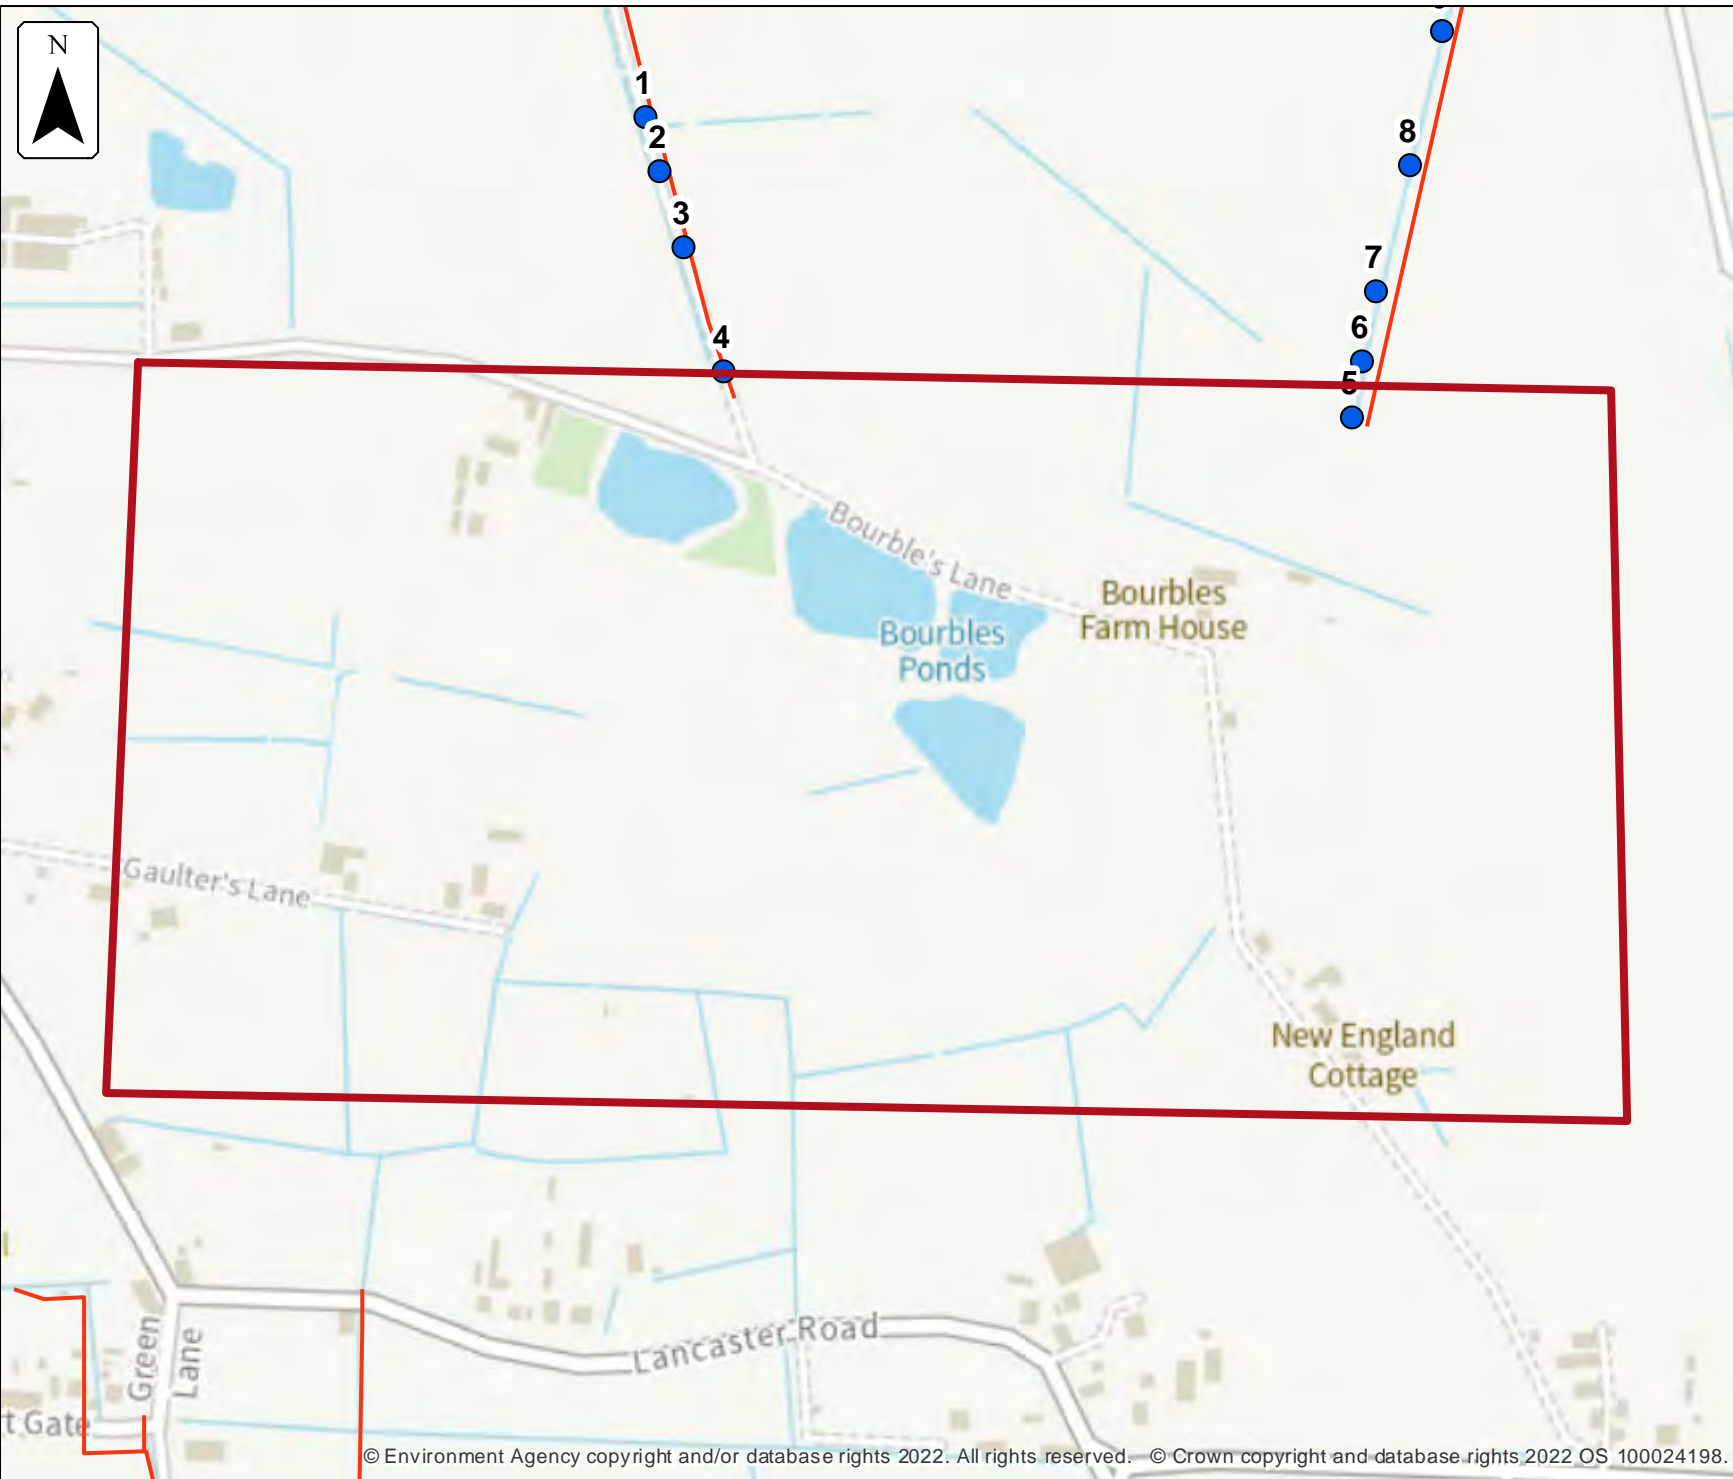 N
1
2
3
4
8
7
6
5
Bourble's Lane
Bourbles
Farm House
Bourbles
Ponds
Gaulter's Lane
New England
Cottage
Green
Lane
Lancaster Road
t Gate
© Environment Agency copyright and/or database rights 2022. All rights reserved. © Crown copyright and database rights 2022 OS 100024198.